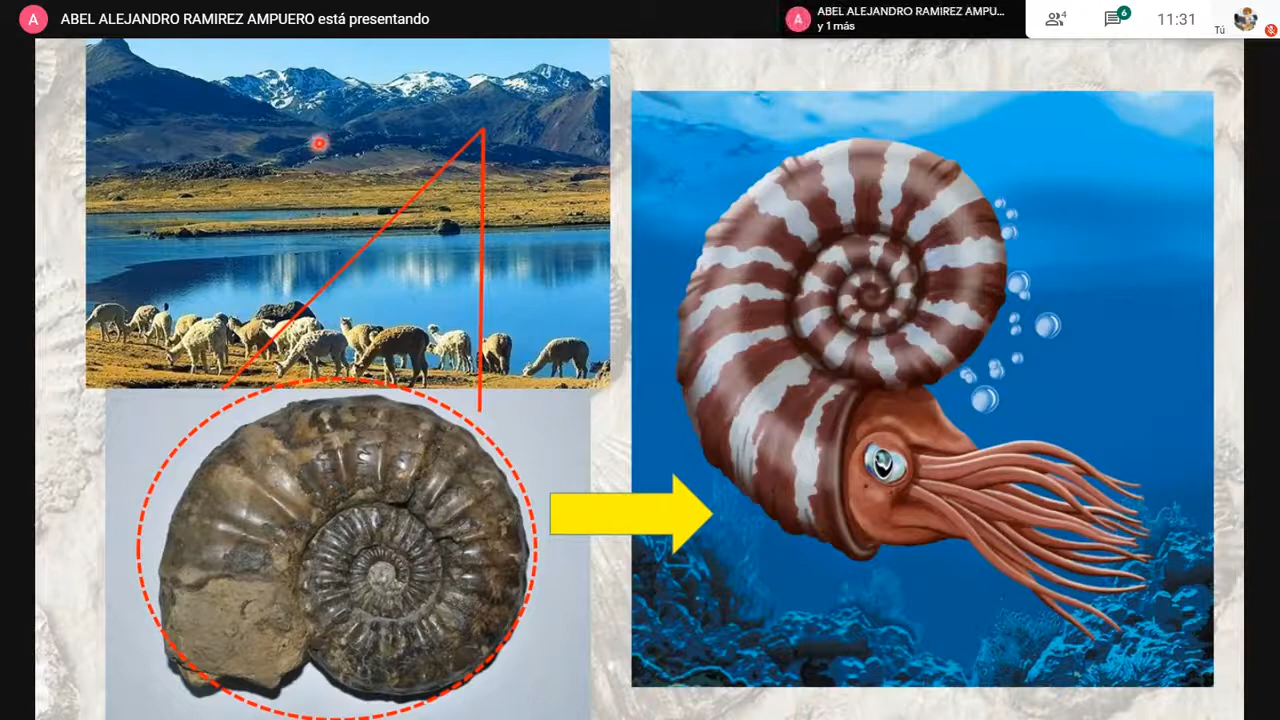 A ABEL ALEJANDRO RAMIREZ AMPUERO está presentando
A ABEL ALEJANDRO RAMIREZ AMPU...
y 1 más
4
6
11:31
Tú